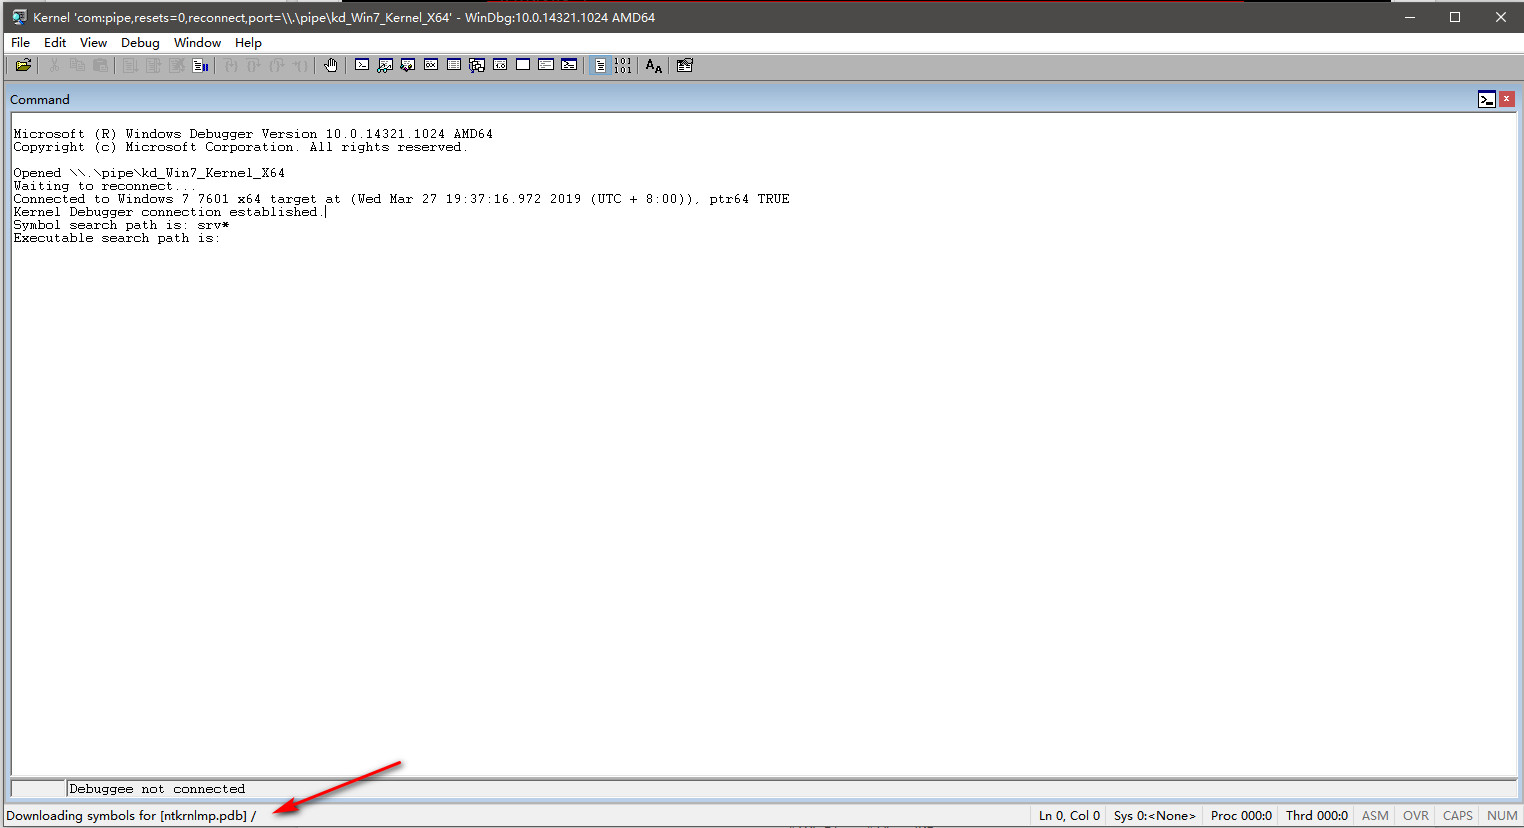 Kernel 'com:pipe,resets=0,reconnect,port=\\.\pipe\kd_Win7_Kernel_X64' - WinDbg:10.0.14321.1024 AMD64
File Edit View Debug Window Help
101
101
AA
Command
Microsoft (R) Windows Debugger Version 10.0.14321.1024 AMD64
Copyright (c) Microsoft Corporation. All rights reserved.
Opened \\.\pipe\kd_Win7_Kernel_X64
Waiting to reconnect...
Connected to Windows 7 7601 x64 target at (Wed Mar 27 19:37:16.972 2019 (UTC + 8:00)), ptr64 TRUE
Kernel Debugger connection established.
Symbol search path is: srv*
Executable search path is:
Debuggee not connected
Downloading symbols for [ntkrnlmp.pdb] / Ln 0, Col 0 Sys 0:<None> Proc 000:0 Thrd 000:0 ASM OVR CAPS NUM